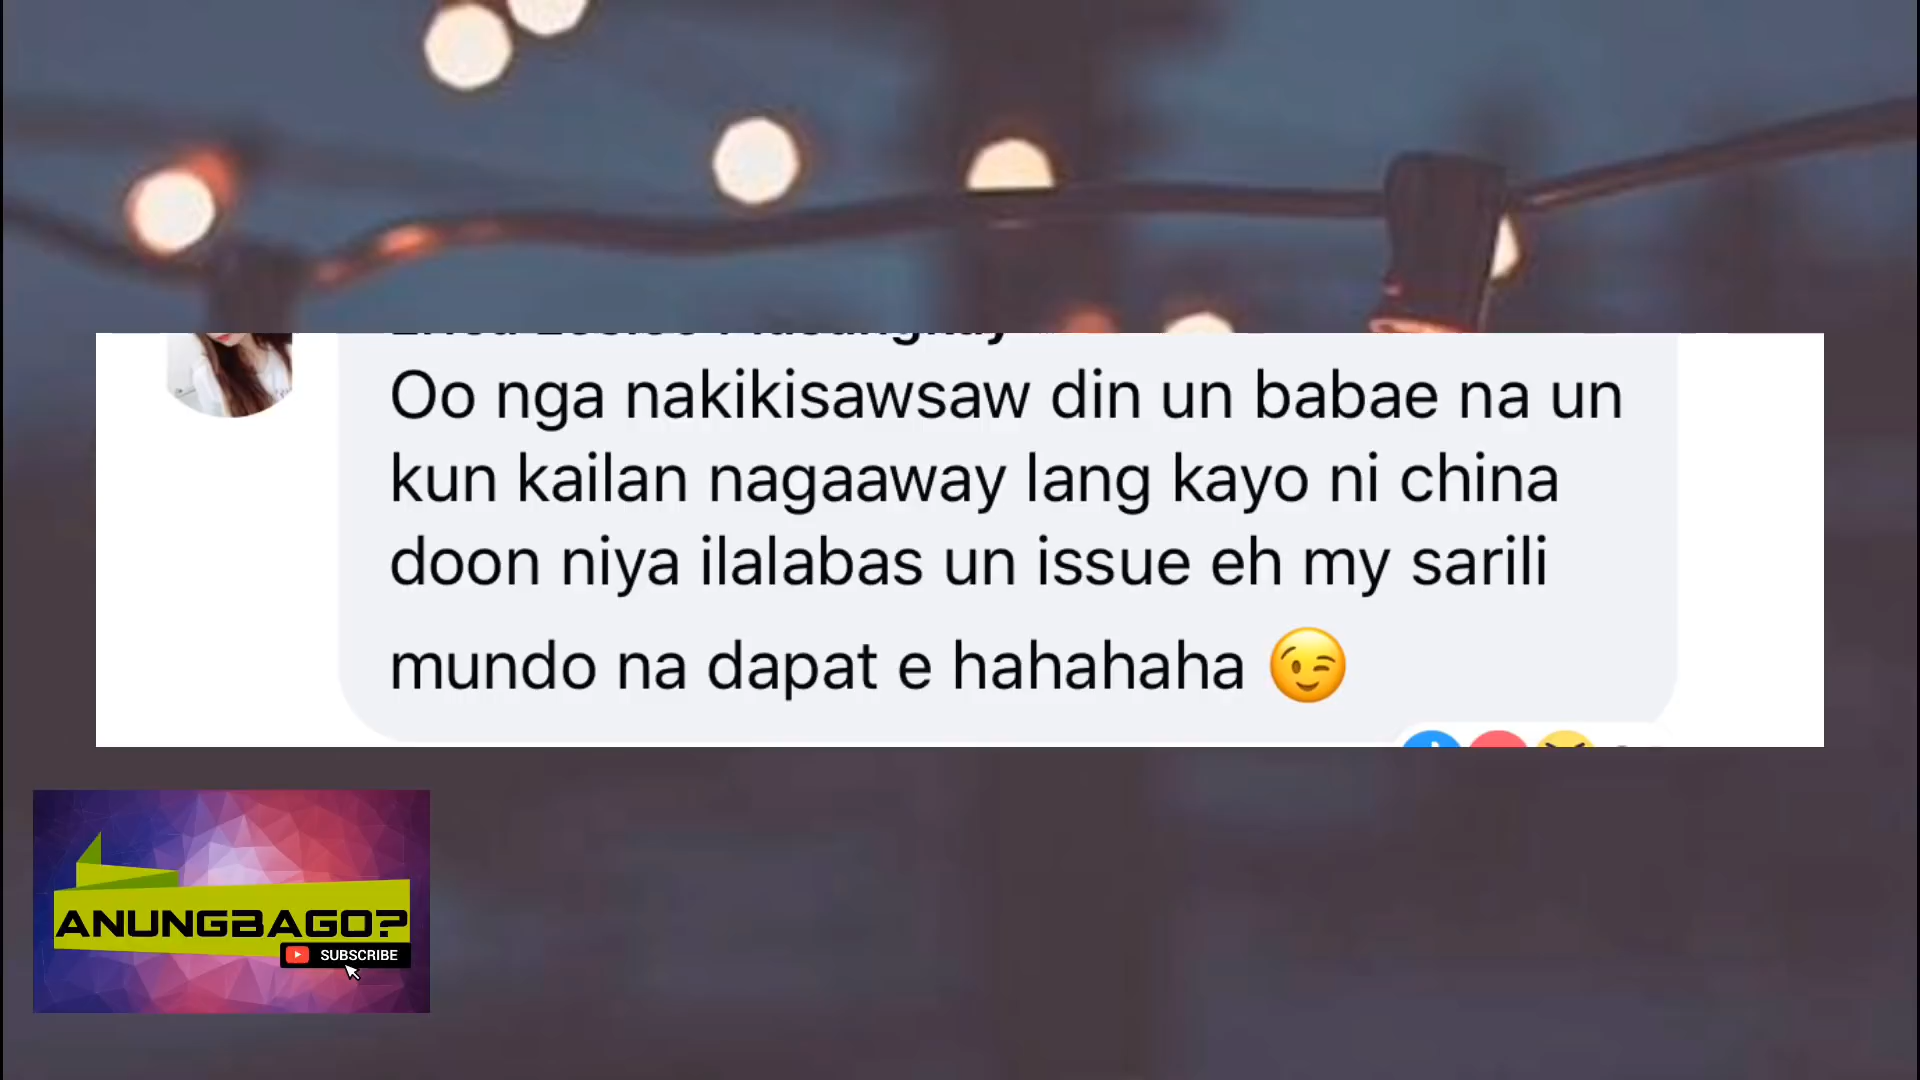 Oo nga nakikisawsaw din un babae na un
kun kailan nagaaway lang kayo ni china
doon niya ilalabas un issue eh my sarili
mundo na dapat e hahahaha 😉
ANUNGBAGO?
SUBSCRIBE